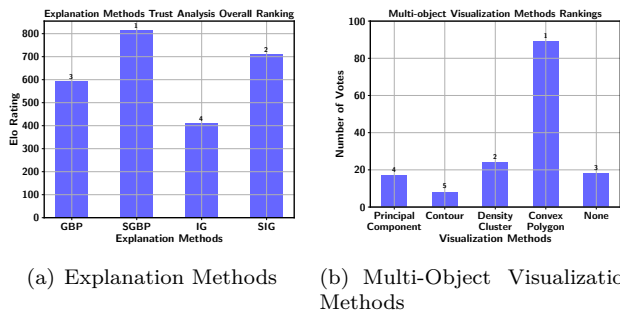 Explanation Methods Trust Analysis Overall Ranking
800
700
600
500
400
300
200
100
0
Elo Rating
3
1
4
2
GBP SGBP IG SIG
Explanation Methods
(a) Explanation Methods
Multi-object Visualization Methods Rankings
100
80
60
40
20
0
Number of Votes
4
5
2
1
3
Principal Component
Contour
Density Cluster
Convex Polygon
None
Visualization Methods
(b) Multi-Object Visualizatio
Methods